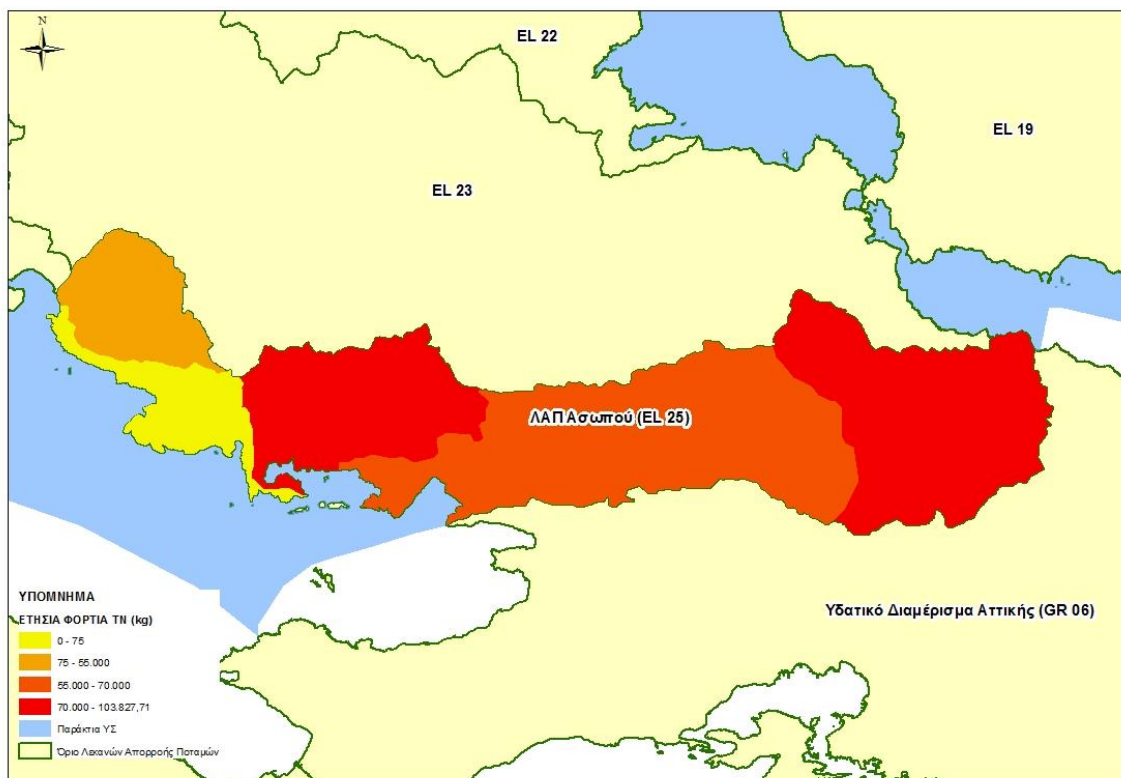 N
EL 22
EL 19
EL 23
ΛΑΠ Ασωπού (EL 25)
Υδατικό Διαμέρισμα Αττικής (GR 06)
ΥΠΟΜΝΗΜΑ
ΕΤΗΣΙΑ ΦΟΡΤΙΑ TN (kg)
0 - 75
75 - 55.000
55.000 - 70.000
70.000 - 103.827,71
Παράκτια ΥΣ
Όριο Λεκανών Απορροής Ποταμών